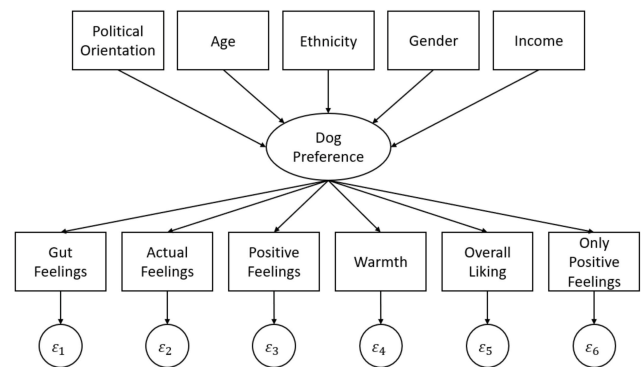 Political
Orientation
Age
Ethnicity
Gender
Income
Dog
Preference
Gut
Feelings
Actual
Feelings
Positive
Feelings
Warmth
Overall
Liking
Only
Positive
Feelings
ε1
ε2
ε3
ε4
ε5
ε6